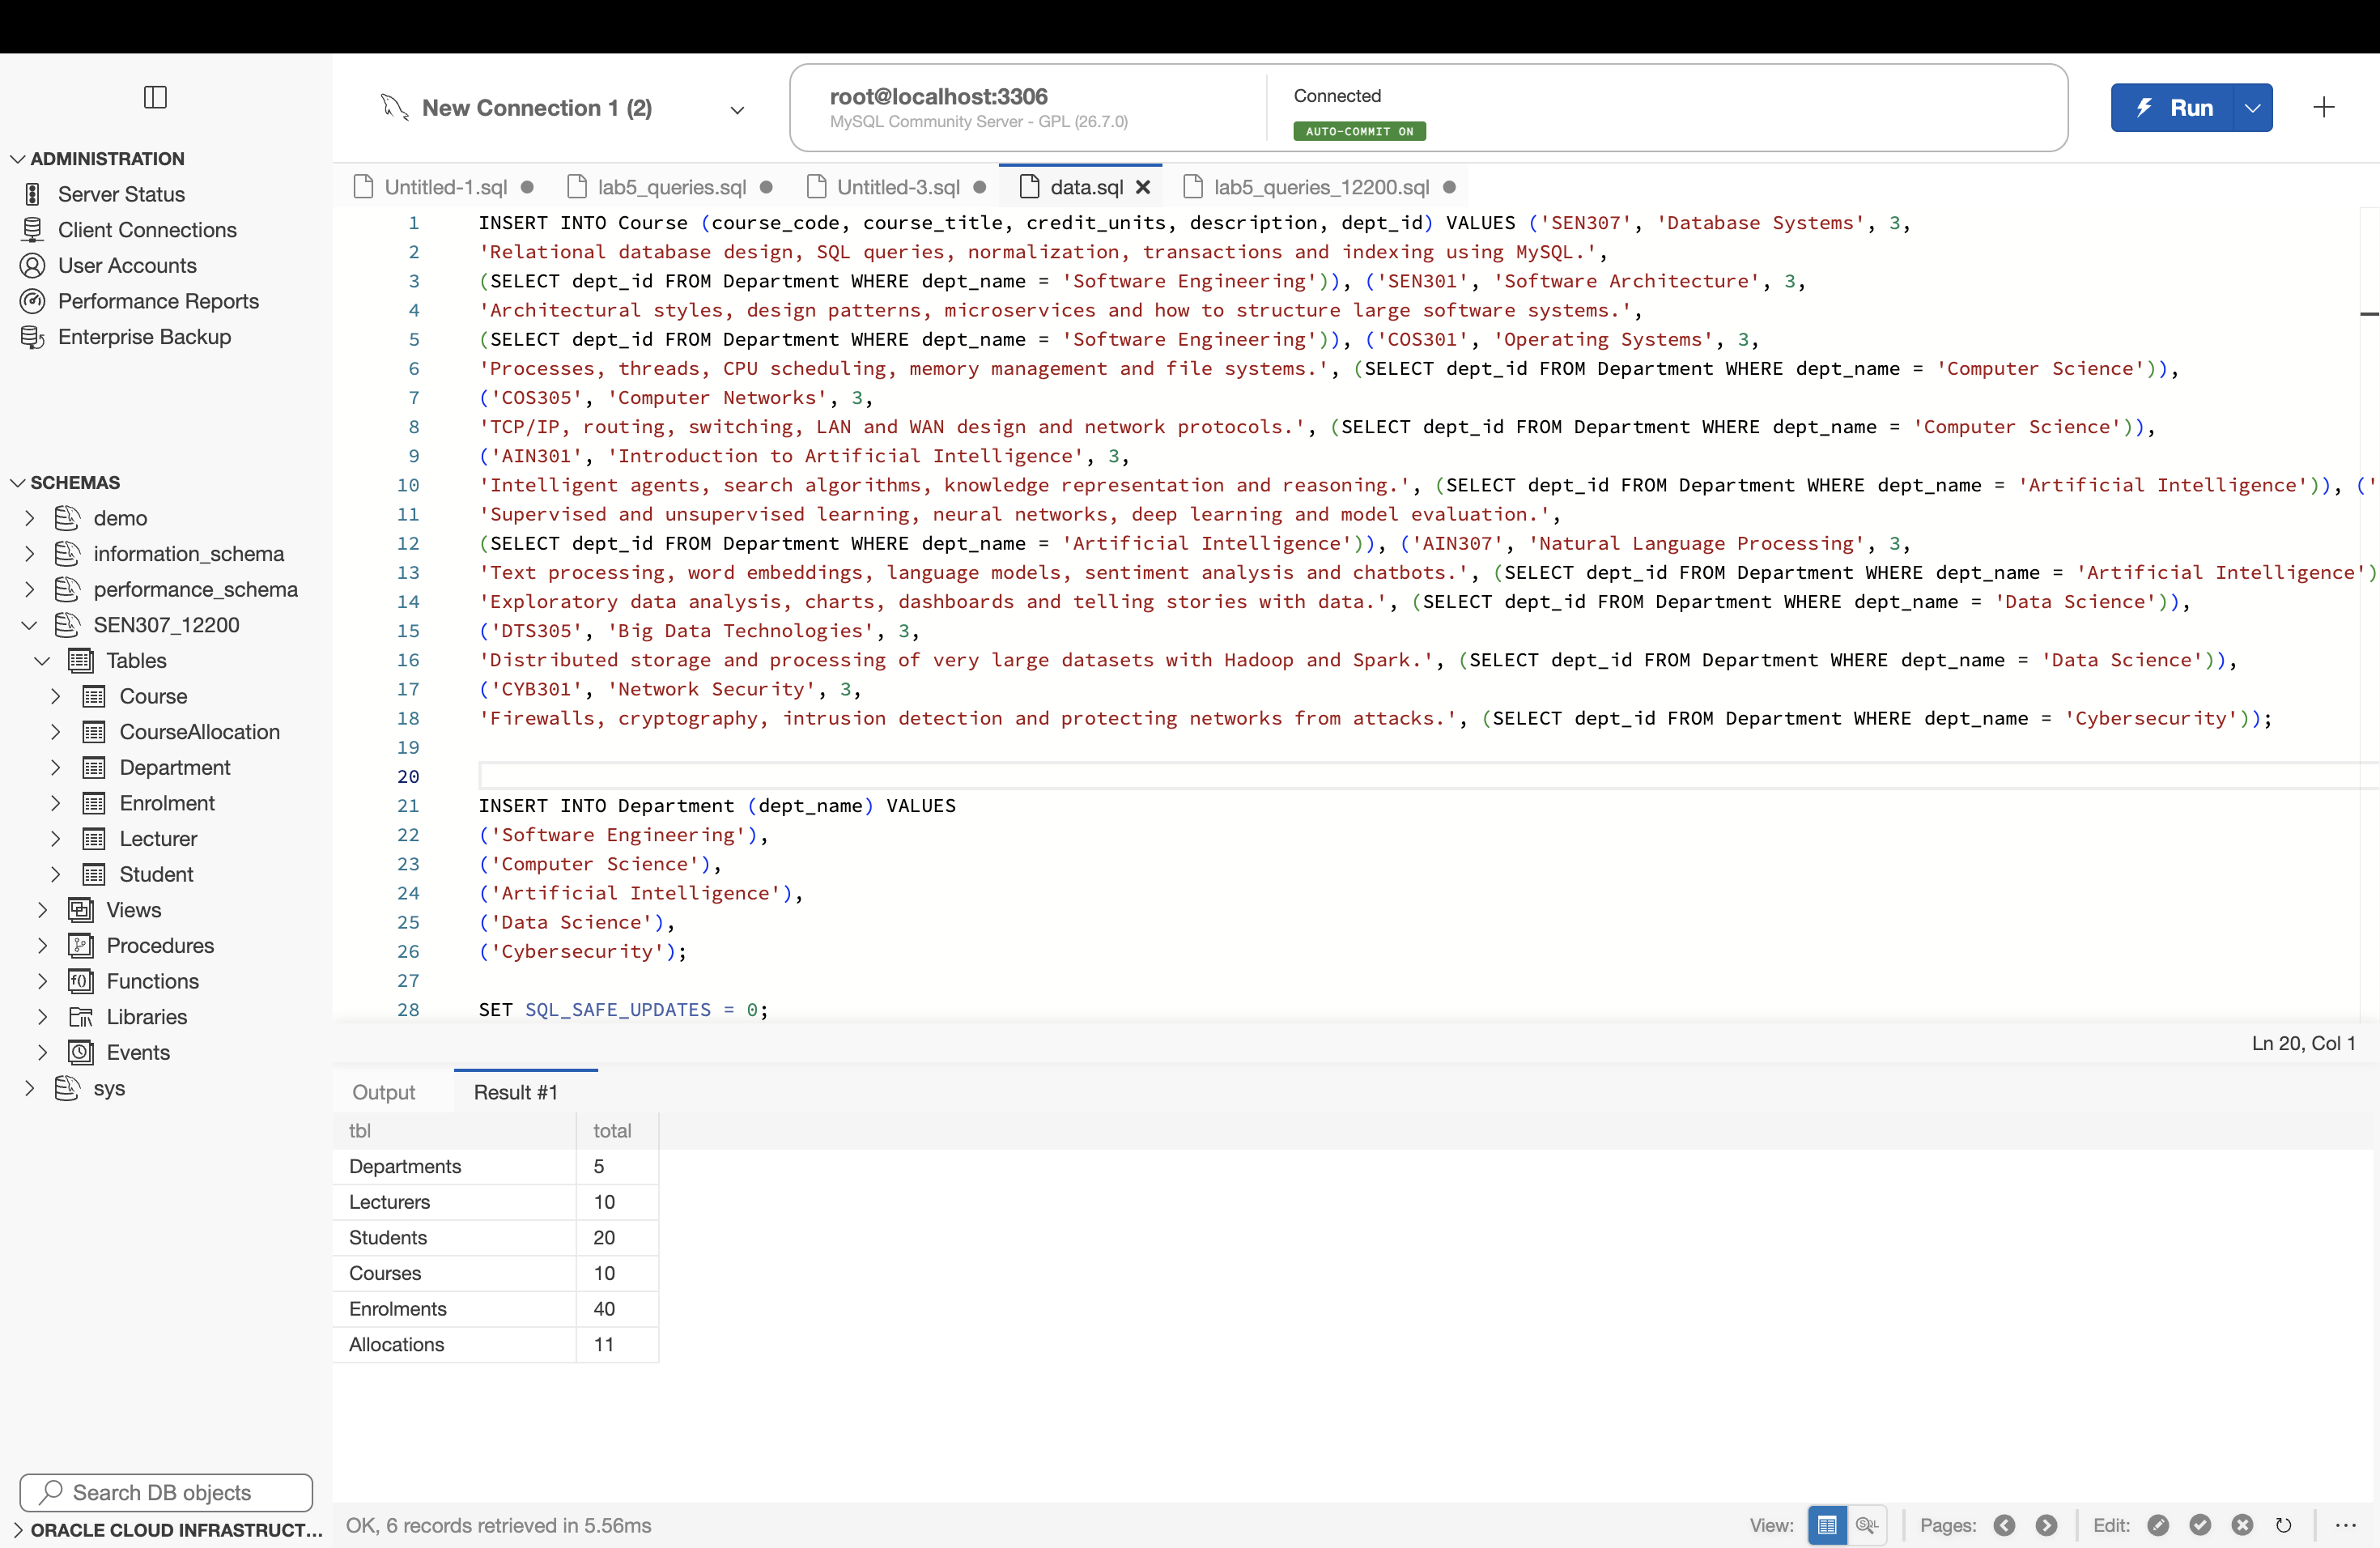 New Connection 1 (2)
root@localhost:3306
MySQL Community Server - GPL (26.7.0)
Connected
AUTO-COMMIT ON
Run
ADMINISTRATION
Server Status
Client Connections
User Accounts
Performance Reports
Enterprise Backup
SCHEMAS
demo
information_schema
performance_schema
SEN307_12200
Tables
Course
CourseAllocation
Department
Enrolment
Lecturer
Student
Views
Procedures
Functions
Libraries
Events
sys
Search DB objects
ORACLE CLOUD INFRASTRUCT...
Untitled-1.sql
lab5_queries.sql
Untitled-3.sql
data.sql
lab5_queries_12200.sql
1 INSERT INTO Course (course_code, course_title, credit_units, description, dept_id) VALUES ('SEN307', 'Database Systems', 3,
2 'Relational database design, SQL queries, normalization, transactions and indexing using MySQL.',
3 (SELECT dept_id FROM Department WHERE dept_name = 'Software Engineering')), ('SEN301', 'Software Architecture', 3,
4 'Architectural styles, design patterns, microservices and how to structure large software systems.',
5 (SELECT dept_id FROM Department WHERE dept_name = 'Software Engineering')), ('COS301', 'Operating Systems', 3,
6 'Processes, threads, CPU scheduling, memory management and file systems.', (SELECT dept_id FROM Department WHERE dept_name = 'Computer Science')),
7 ('COS305', 'Computer Networks', 3,
8 'TCP/IP, routing, switching, LAN and WAN design and network protocols.', (SELECT dept_id FROM Department WHERE dept_name = 'Computer Science')),
9 ('AIN301', 'Introduction to Artificial Intelligence', 3,
10 'Intelligent agents, search algorithms, knowledge representation and reasoning.', (SELECT dept_id FROM Department WHERE dept_name = 'Artificial Intelligence')), ('
11 'Supervised and unsupervised learning, neural networks, deep learning and model evaluation.',
12 (SELECT dept_id FROM Department WHERE dept_name = 'Artificial Intelligence')), ('AIN307', 'Natural Language Processing', 3,
13 'Text processing, word embeddings, language models, sentiment analysis and chatbots.', (SELECT dept_id FROM Department WHERE dept_name = 'Artificial Intelligence')
14 'Exploratory data analysis, charts, dashboards and telling stories with data.', (SELECT dept_id FROM Department WHERE dept_name = 'Data Science')),
15 ('DTS305', 'Big Data Technologies', 3,
16 'Distributed storage and processing of very large datasets with Hadoop and Spark.', (SELECT dept_id FROM Department WHERE dept_name = 'Data Science')),
17 ('CYB301', 'Network Security', 3,
18 'Firewalls, cryptography, intrusion detection and protecting networks from attacks.', (SELECT dept_id FROM Department WHERE dept_name = 'Cybersecurity'));
19
20
21 INSERT INTO Department (dept_name) VALUES
22 ('Software Engineering'),
23 ('Computer Science'),
24 ('Artificial Intelligence'),
25 ('Data Science'),
26 ('Cybersecurity');
27
28 SET SQL_SAFE_UPDATES = 0;
Ln 20, Col 1
Output Result #1
tbl total
Departments 5
Lecturers 10
Students 20
Courses 10
Enrolments 40
Allocations 11
OK, 6 records retrieved in 5.56ms
View: SQL Pages: Edit: ...